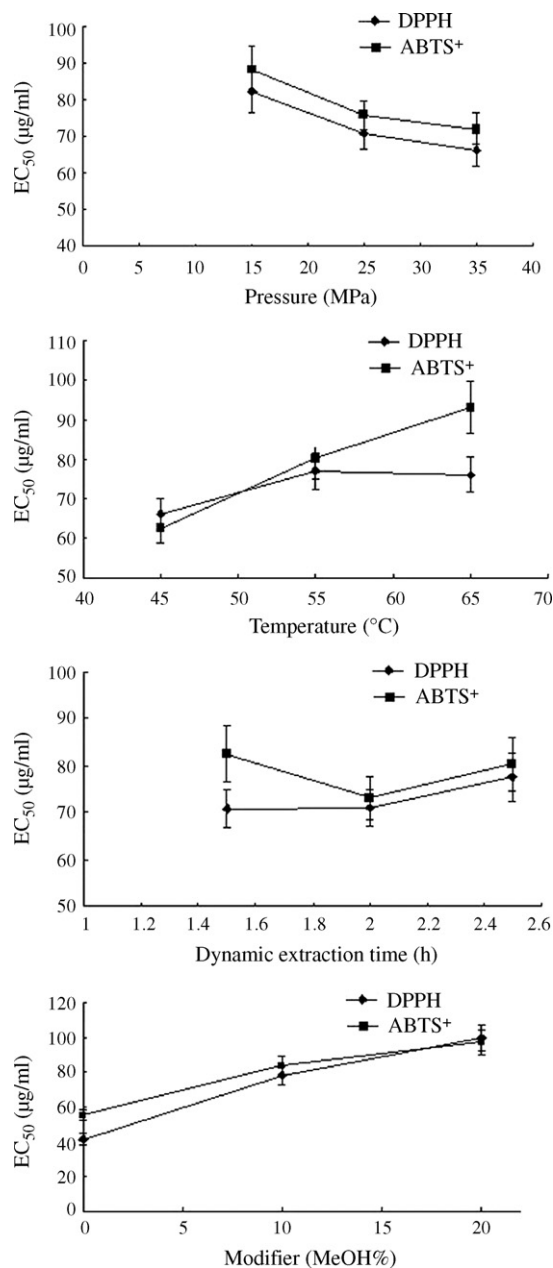 DPPH
ABTS+
EC50 (µg/ml)
100
90
80
70
60
50
40
0 5 10 15 20 25 30 35 40
Pressure (MPa)
DPPH
ABTS+
EC50 (µg/ml)
110
100
90
80
70
60
50
40 45 50 55 60 65 70
Temperature (°C)
DPPH
ABTS+
EC50 (µg/ml)
100
90
80
70
60
50
1 1.2 1.4 1.6 1.8 2 2.2 2.4 2.6
Dynamic extraction time (h)
DPPH
ABTS+
EC50 (µg/ml)
120
100
80
60
40
20
0
0 5 10 15 20
Modifier (MeOH%)